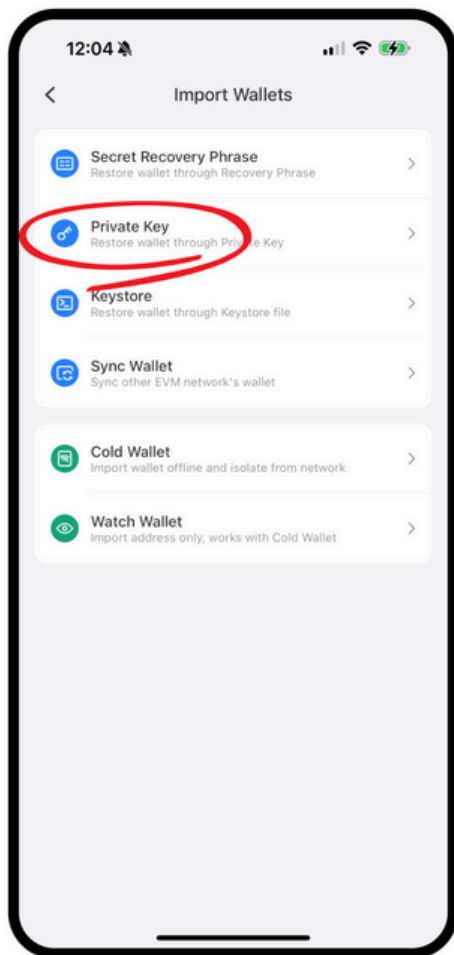 12:04
Import Wallets
Secret Recovery Phrase
Restore wallet through Recovery Phrase
Private Key
Restore wallet through Private Key
Keystore
Restore wallet through Keystore file
Sync Wallet
Sync other EVM network's wallet
Cold Wallet
Import wallet offline and isolate from network
Watch Wallet
Import address only, works with Cold Wallet